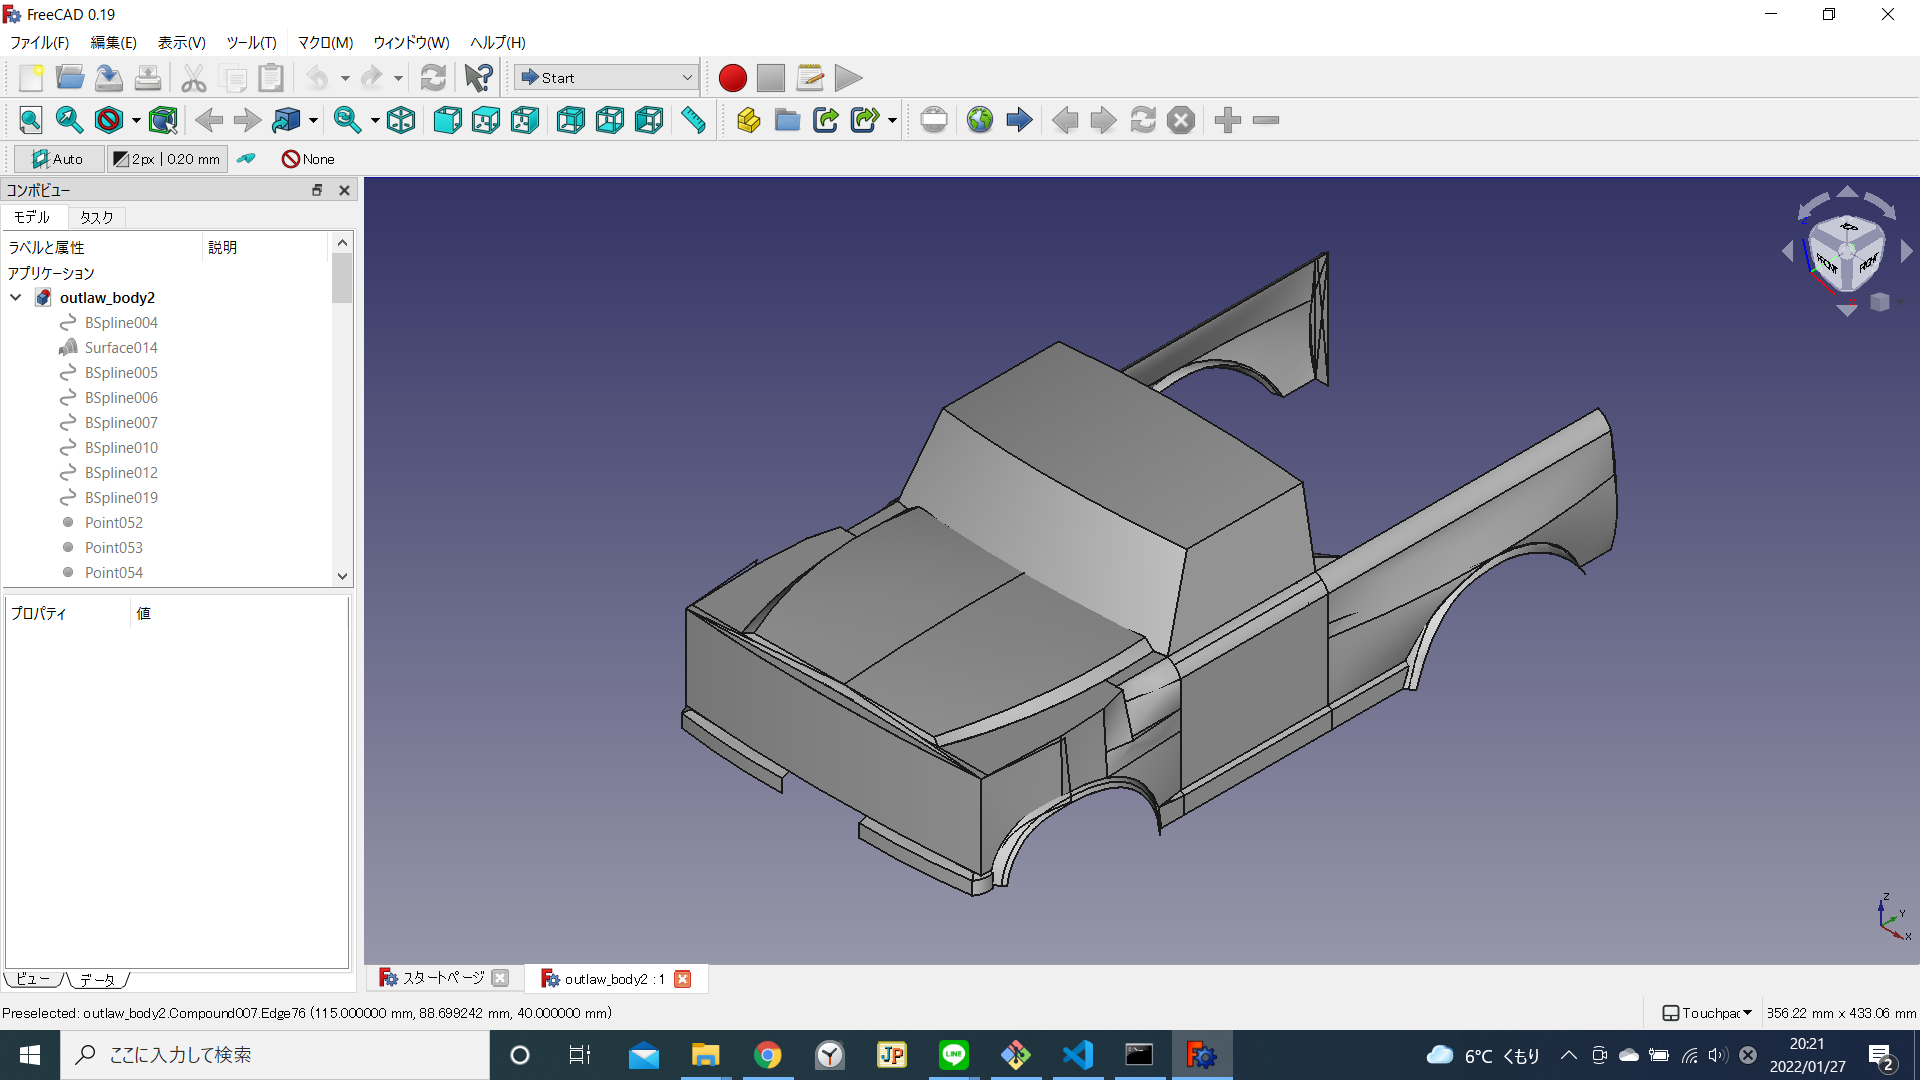 FreeCAD 0.19
ファイル(F) 編集(E) 表示(V) ツール(T) マクロ(M) ウィンドウ(W) ヘルプ(H)
Start
Auto 2px | 0.20 mm None
コンボビュー
モデル タスク
ラベルと属性 説明
アプリケーション
outlaw_body2
BSpline004
Surface014
BSpline005
BSpline006
BSpline007
BSpline010
BSpline012
BSpline019
Point052
Point053
Point054
プロパティ 値
ビュー データ
FRONT RIGHT
Z
Y
X
スタートページ outlaw_body2 : 1
Preselected: outlaw_body2.Compound007.Edge76 (115.000000 mm, 88.699242 mm, 40.000000 mm)
Touchpad 356.22 mm x 433.06 mm
ここに入力して検索
JP
LINE
6°C くもり
20:21
2022/01/27
2